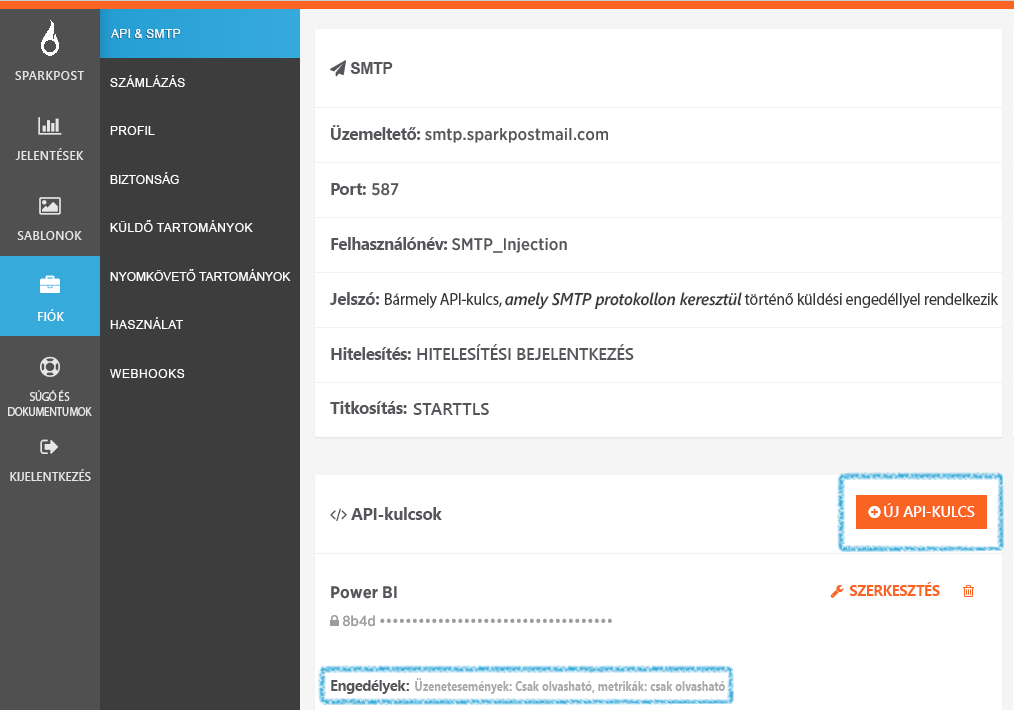 SPARKPOST
JELENTÉSEK
SABLONOK
FIÓK
SÚGÓ ÉS
DOKUMENTUMOK
KIJELENTKEZÉS
API & SMTP
SZÁMLÁZÁS
PROFIL
BIZTONSÁG
KÜLDŐ TARTOMÁNYOK
NYOMKÖVETŐ TARTOMÁNYOK
HASZNÁLAT
WEBHOOKS
SMTP
Üzemeltető: smtp.sparkpostmail.com
Port: 587
Felhasználónév: SMTP_Injection
Jelszó: Bármely API-kulcs, amely SMTP protokollon keresztül történő küldési engedéllyel rendelkezik
Hitelesítés: HITELESÍTÉSI BEJELENTKEZÉS
Titkosítás: STARTTLS
</> API-kulcsok
ÚJ API-KULCS
Power BI
SZERKESZTÉS
8b4d ••••••••••••••••••••••••••••••••••••
Engedélyek: Üzenetesemények: Csak olvasható, metrikák: csak olvasható